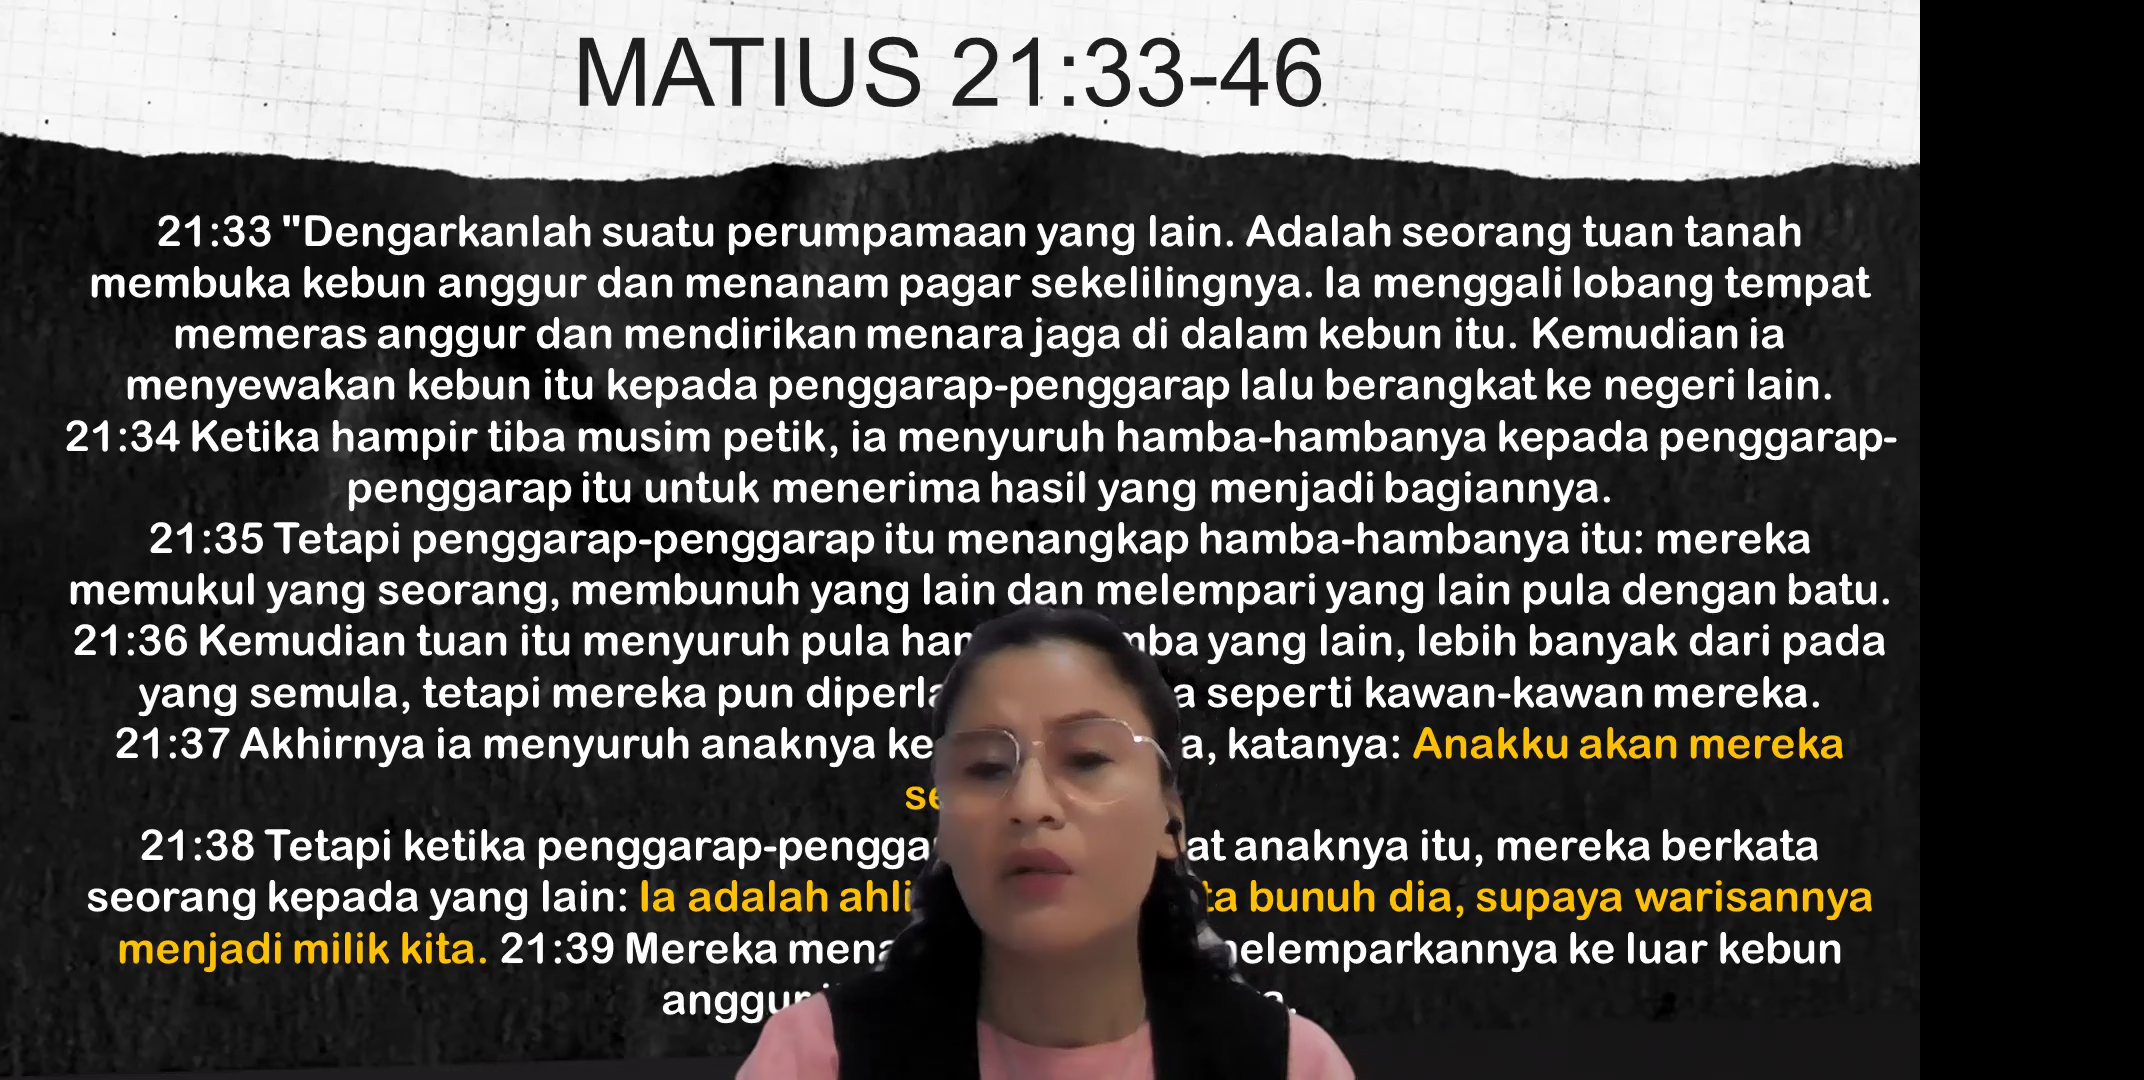 MATIUS 21:33-46
21:33 "Dengarkanlah suatu perumpamaan yang lain. Adalah seorang tuan tanah
membuka kebun anggur dan menanam pagar sekelilingnya. Ia menggali lobang tempat
memeras anggur dan mendirikan menara jaga di dalam kebun itu. Kemudian ia
menyewakan kebun itu kepada penggarap-penggarap lalu berangkat ke negeri lain.
21:34 Ketika hampir tiba musim petik, ia menyuruh hamba-hambanya kepada penggarap-
penggarap itu untuk menerima hasil yang menjadi bagiannya.
21:35 Tetapi penggarap-penggarap itu menangkap hamba-hambanya itu: mereka
memukul yang seorang, membunuh yang lain dan melempari yang lain pula dengan batu.
21:36 Kemudian tuan itu menyuruh pula yang lain, lebih banyak dari pada
yang semula, tetapi mereka pun seperti kawan-kawan mereka.
21:37 Akhirnya ia menyuruh anaknya katanya: Anakku akan mereka
21:38 Tetapi ketika anaknya itu, mereka berkata
seorang kepada yang lain: Ia adalah bunuh dia, supaya warisannya
menjadi milik kita. 21:39 Mereka ke luar kebun